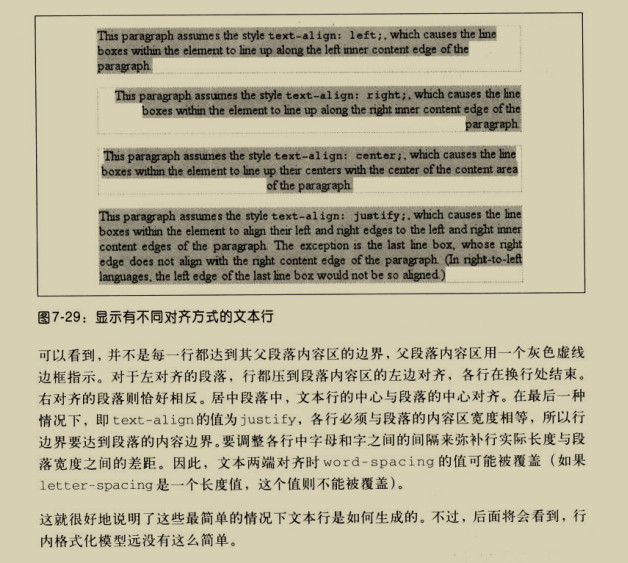 This paragraph assumes the style text-align: left;, which causes the line
boxes within the element to line up along the left inner content edge of the
paragraph.
This paragraph assumes the style text-align: right;, which causes the line
boxes within the element to line up along the right inner content edge of the
paragraph.
This paragraph assumes the style text-align: center;, which causes the line
boxes within the element to line up their centers with the center of the content area
of the paragraph.
This paragraph assumes the style text-align: justify;, which causes the line
boxes within the element to align their left and right edges to the left and right inner
content edges of the paragraph. The exception is the last line box, whose right
edge does not align with the right content edge of the paragraph. (In right-to-left
languages, the left edge of the last line box would not be so aligned.)
图7-29：显示有不同对齐方式的文本行
可以看到，并不是每一行都达到其父段落内容区的边界，父段落内容区用一个灰色虚线
边框指示。对于左对齐的段落，行都压到段落内容区的左边对齐，各行在换行处结束。
右对齐的段落则恰好相反。居中段落中，文本行的中心与段落的中心对齐。在最后一种
情况下，即text-align的值为justify，各行必须与段落的内容区宽度相等，所以行
边界要达到段落的内容边界。要调整各行中字母和字之间的间隔来弥补行实际长度与段
落宽度之间的差距。因此，文本两端对齐时word-spacing的值可能被覆盖（如果
letter-spacing是一个长度值，这个值则不能被覆盖）。
这就很好地说明了这些最简单的情况下文本行是如何生成的。不过，后面将会看到，行
内格式化模型远没有这么简单。